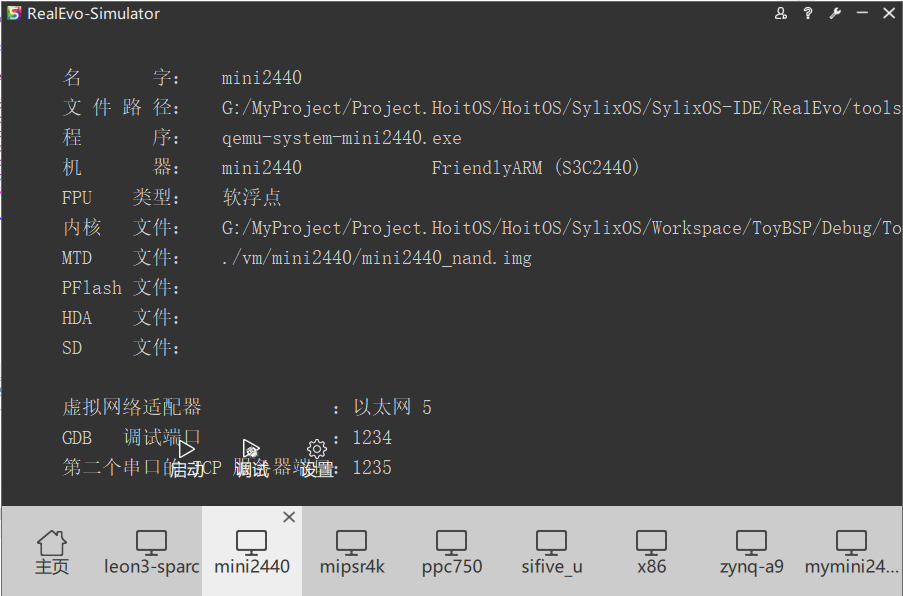 RealEvo-Simulator
名 字: mini2440
文 件 路 径: G:/MyProject/Project.HoitOS/HoitOS/SylixOS/SylixOS-IDE/RealEvo/tools
程 序: qemu-system-mini2440.exe
机 器: mini2440 FriendlyARM (S3C2440)
FPU 类型: 软浮点
内核 文件: G:/MyProject/Project.HoitOS/HoitOS/SylixOS/Workspace/ToyBSP/Debug/To
MTD 文件: ./vm/mini2440/mini2440_nand.img
PFlash 文件:
HDA 文件:
SD 文件:
虚拟网络适配器 : 以太网 5
GDB 调试端口 : 1234
第二个串口的 TCP 服务器端口: 1235
启动 调试 设置
主页 leon3-sparc mini2440 mipsr4k ppc750 sifive_u x86 zynq-a9 mymini24...